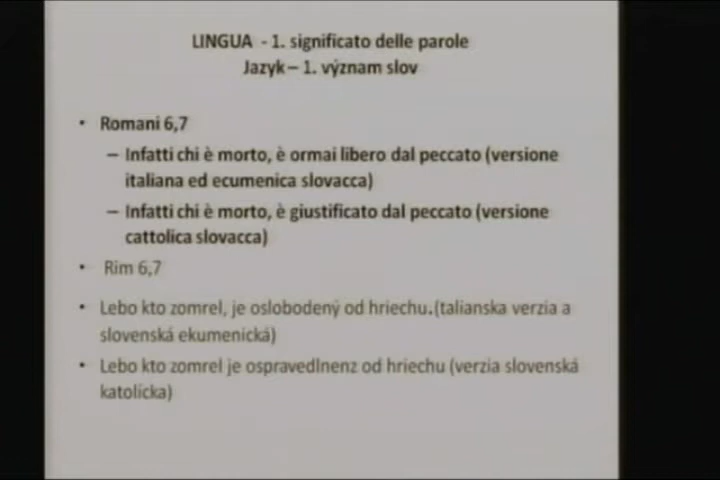 LINGUA - 1. significato delle parole
Jazyk – 1. význam slov
• Romani 6,7
– Infatti chi è morto, è ormai libero dal peccato (versione
italiana ed ecumenica slovacca)
– Infatti chi è morto, è giustificato dal peccato (versione
cattolica slovacca)
• Rim 6,7
• Lebo kto zomrel, je oslobodený od hriechu.(talianska verzia a
slovenská ekumenická)
• Lebo kto zomrel je ospravedlnenz od hriechu (verzia slovenská
katolícka)